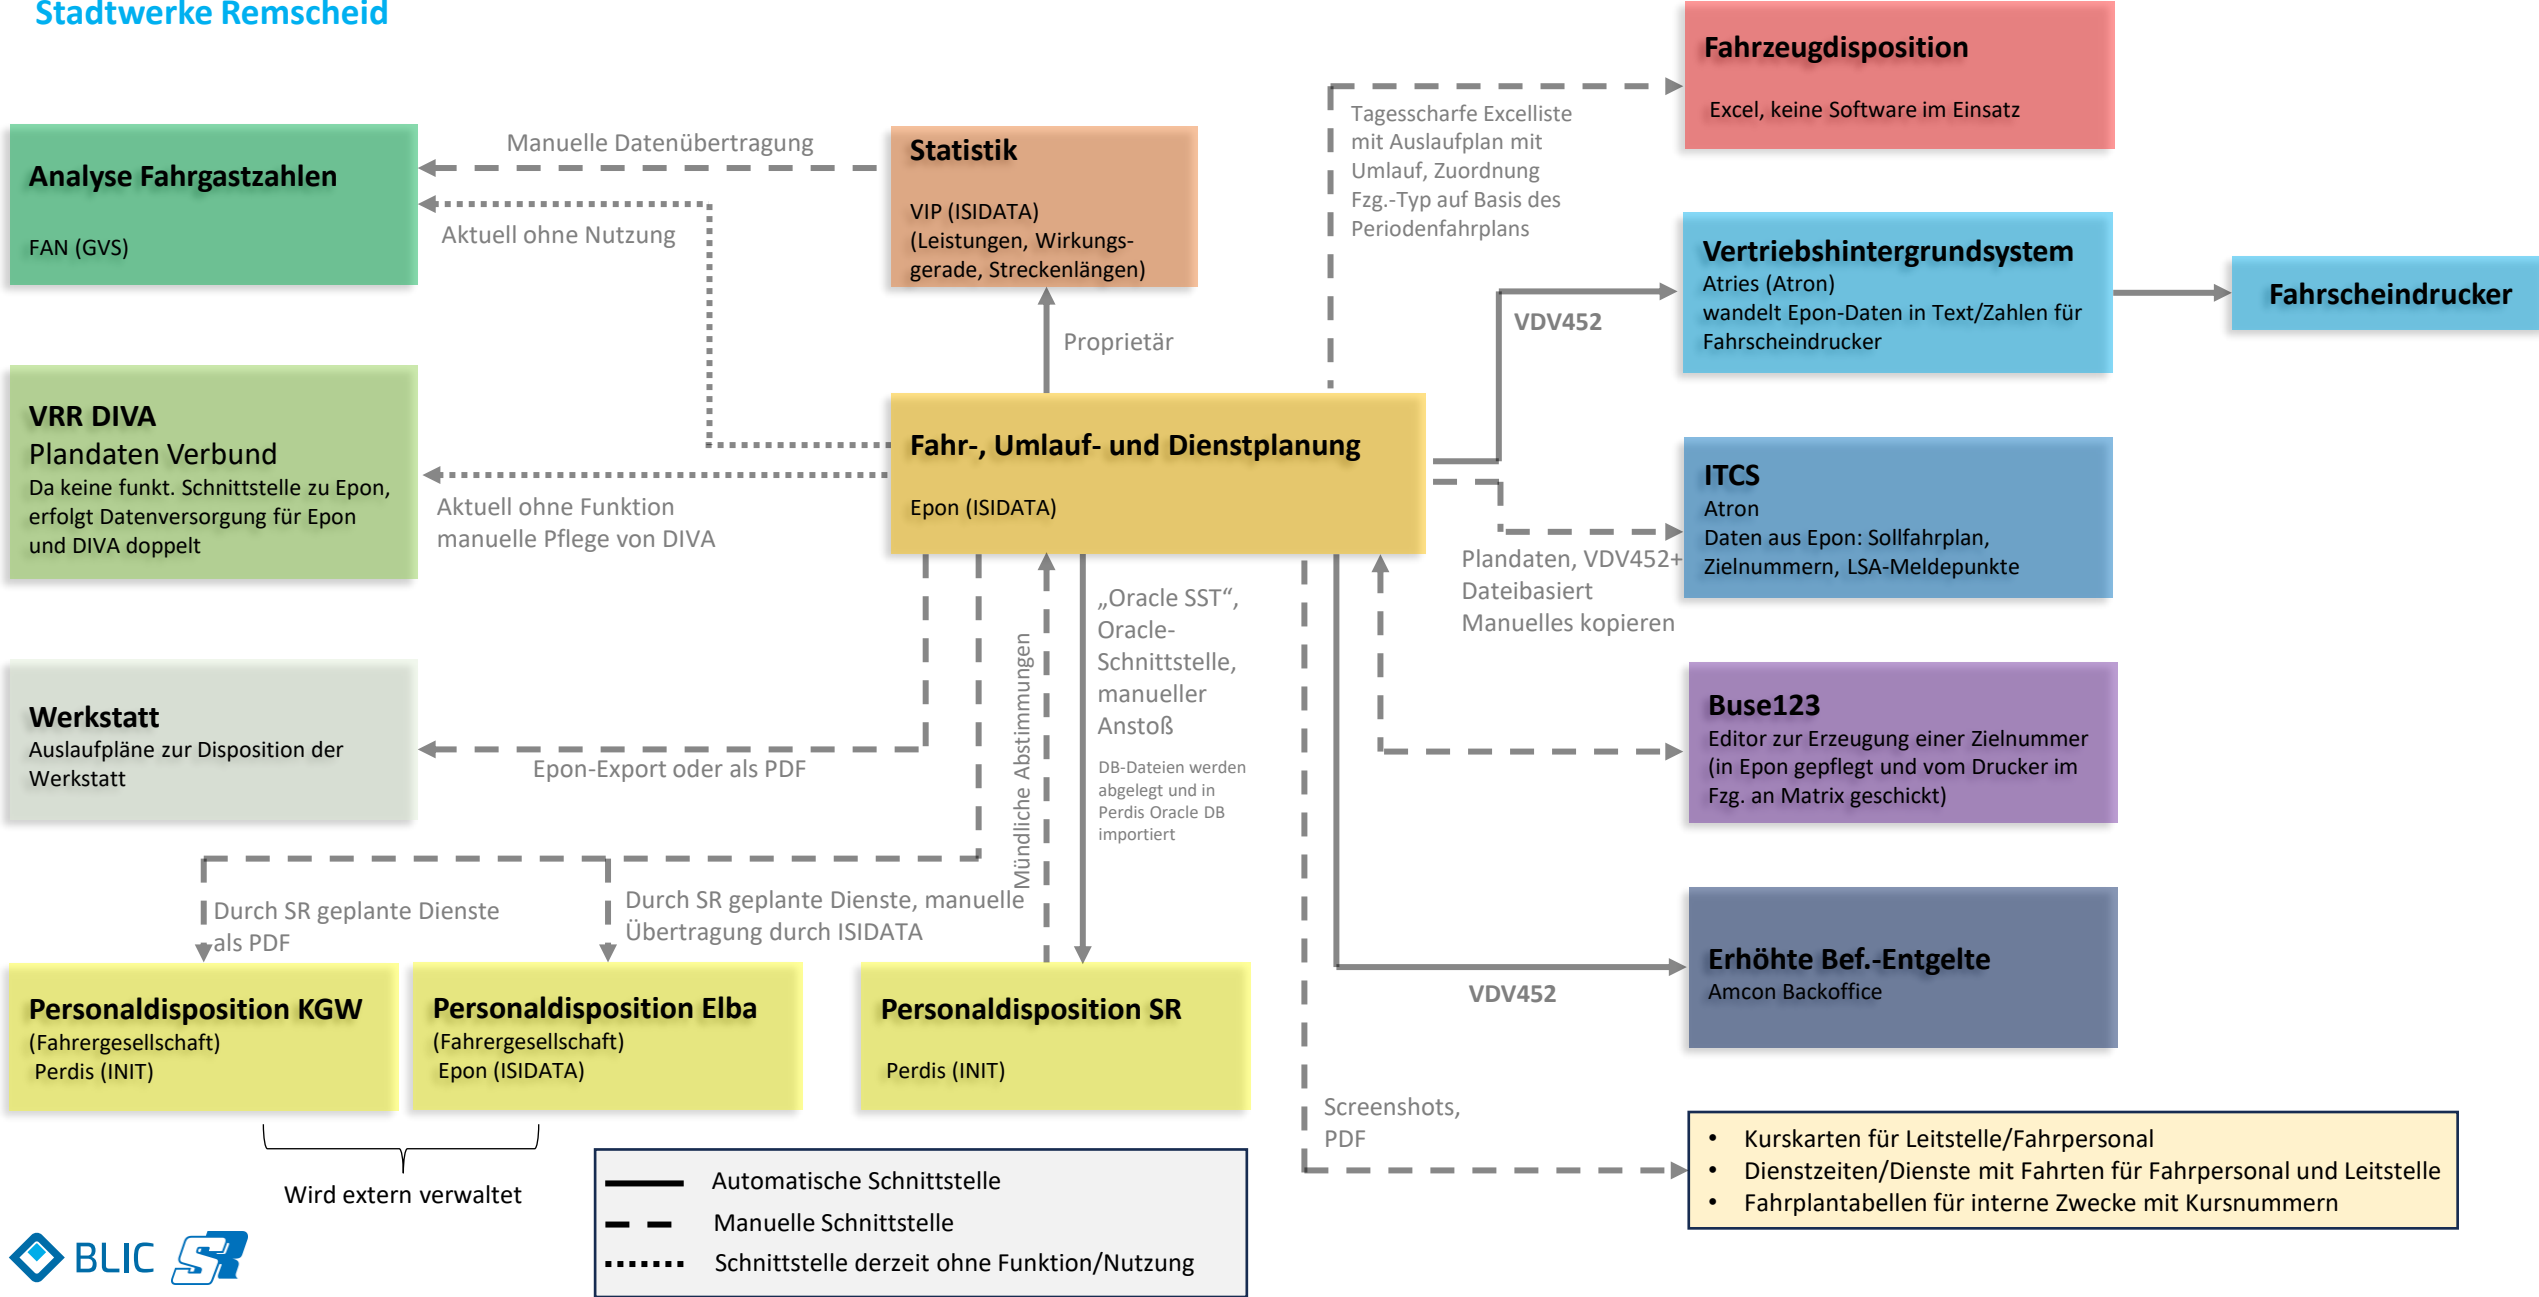 Stadtwerke Remscheid
Fahrzeugdisposition
Excel, keine Software im Einsatz
Tagesscharfe Excelliste
mit Auslaufplan mit
Umlauf, Zuordnung
Fzg.-Typ auf Basis des
Periodenfahrplans
Manuelle Datenübertragung
Analyse Fahrgastzahlen
FAN (GVS)
Aktuell ohne Nutzung
Statistik
VIP (ISIDATA)
(Leistungen, Wirkungs-
gerade, Streckenlängen)
Proprietär
VDV452
Vertriebshintergrundsystem
Atries (Atron)
wandelt Epon-Daten in Text/Zahlen für
Fahrscheindrucker
Fahrscheindrucker
VRR DIVA
Plandaten Verbund
Da keine funkt. Schnittstelle zu Epon,
erfolgt Datenversorgung für Epon
und DIVA doppelt
Aktuell ohne Funktion
manuelle Pflege von DIVA
Fahr-, Umlauf- und Dienstplanung
Epon (ISIDATA)
ITCS
Atron
Daten aus Epon: Sollfahrplan,
Zielnummern, LSA-Meldepunkte
Plandaten, VDV452+
Dateibasiert
Manuelles kopieren
Werkstatt
Auslaufpläne zur Disposition der
Werkstatt
Epon-Export oder als PDF
Mündliche Abstimmungen
„Oracle SST“,
Oracle-
Schnittstelle,
manueller
Anstoß
DB-Dateien werden
abgelegt und in
Perdis Oracle DB
importiert
Buse123
Editor zur Erzeugung einer Zielnummer
(in Epon gepflegt und vom Drucker im
Fzg. an Matrix geschickt)
Durch SR geplante Dienste
als PDF
Durch SR geplante Dienste, manuelle
Übertragung durch ISIDATA
VDV452
Erhöhte Bef.-Entgelte
Amcon Backoffice
Personaldisposition KGW
(Fahrergesellschaft)
Perdis (INIT)
Personaldisposition Elba
(Fahrergesellschaft)
Epon (ISIDATA)
Personaldisposition SR
Perdis (INIT)
Wird extern verwaltet
Screenshots,
PDF
• Kurskarten für Leitstelle/Fahrpersonal
• Dienstzeiten/Dienste mit Fahrten für Fahrpersonal und Leitstelle
• Fahrplantabellen für interne Zwecke mit Kursnummern
Automatische Schnittstelle
Manuelle Schnittstelle
Schnittstelle derzeit ohne Funktion/Nutzung
BLIC SR